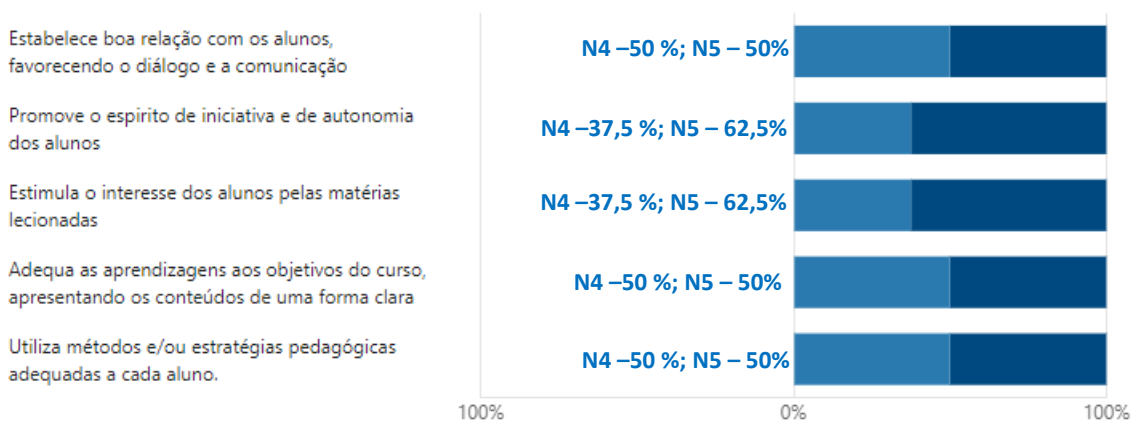 Estabelece boa relação com os alunos,
favorecendo o diálogo e a comunicação
N4 –50 %; N5 – 50%
Promove o espirito de iniciativa e de autonomia
dos alunos
N4 –37,5 %; N5 – 62,5%
Estimula o interesse dos alunos pelas matérias
lecionadas
N4 –37,5 %; N5 – 62,5%
Adequa as aprendizagens aos objetivos do curso,
apresentando os conteúdos de uma forma clara
N4 –50 %; N5 – 50%
Utiliza métodos e/ou estratégias pedagógicas
adequadas a cada aluno.
N4 –50 %; N5 – 50%
100% 0% 100%